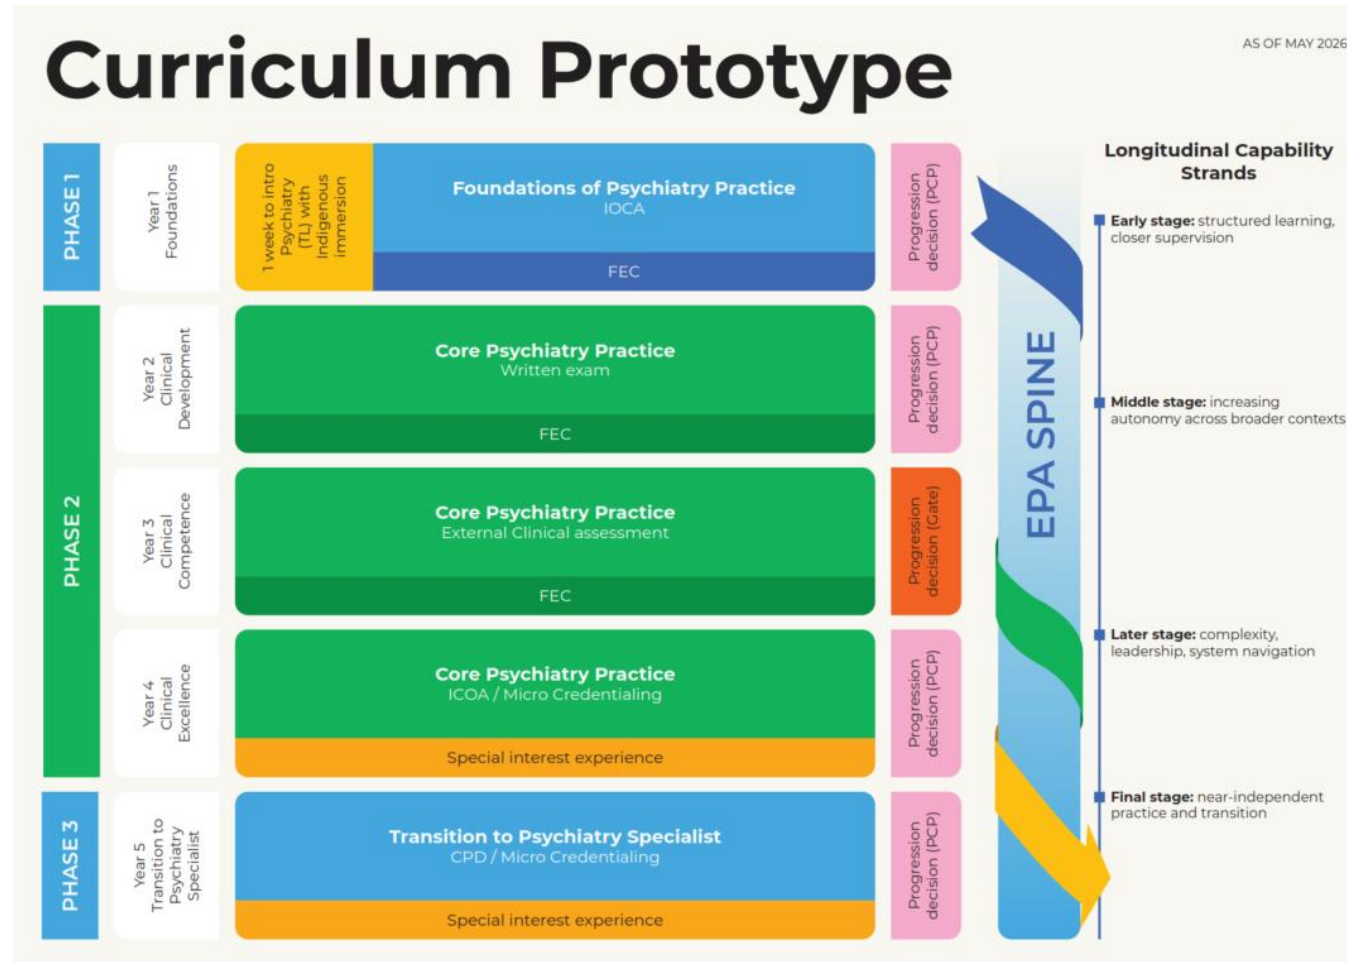 Curriculum Prototype
AS OF MAY 2026
PHASE 1
Year 1
Foundations
1 week to intro
Psychiatry
(TL) with
Indigenous
immersion
Foundations of Psychiatry Practice
IOCA
FEC
Progression
decision (PCP)
PHASE 2
Year 2
Clinical
Development
Core Psychiatry Practice
Written exam
FEC
Progression
decision (PCP)
Year 3
Clinical
Competence
Core Psychiatry Practice
External Clinical assessment
FEC
Progression
decision (Gate)
Year 4
Clinical
Excellence
Core Psychiatry Practice
ICOA / Micro Credentialing
Special interest experience
Progression
decision (PCP)
PHASE 3
Year 5
Transition to
Psychiatry
Specialist
Transition to Psychiatry Specialist
CPD / Micro Credentialing
Special interest experience
Progression
decision (PCP)
EPA SPINE
Longitudinal Capability
Strands
Early stage: structured learning,
closer supervision
Middle stage: increasing
autonomy across broader contexts
Later stage: complexity,
leadership, system navigation
Final stage: near-independent
practice and transition